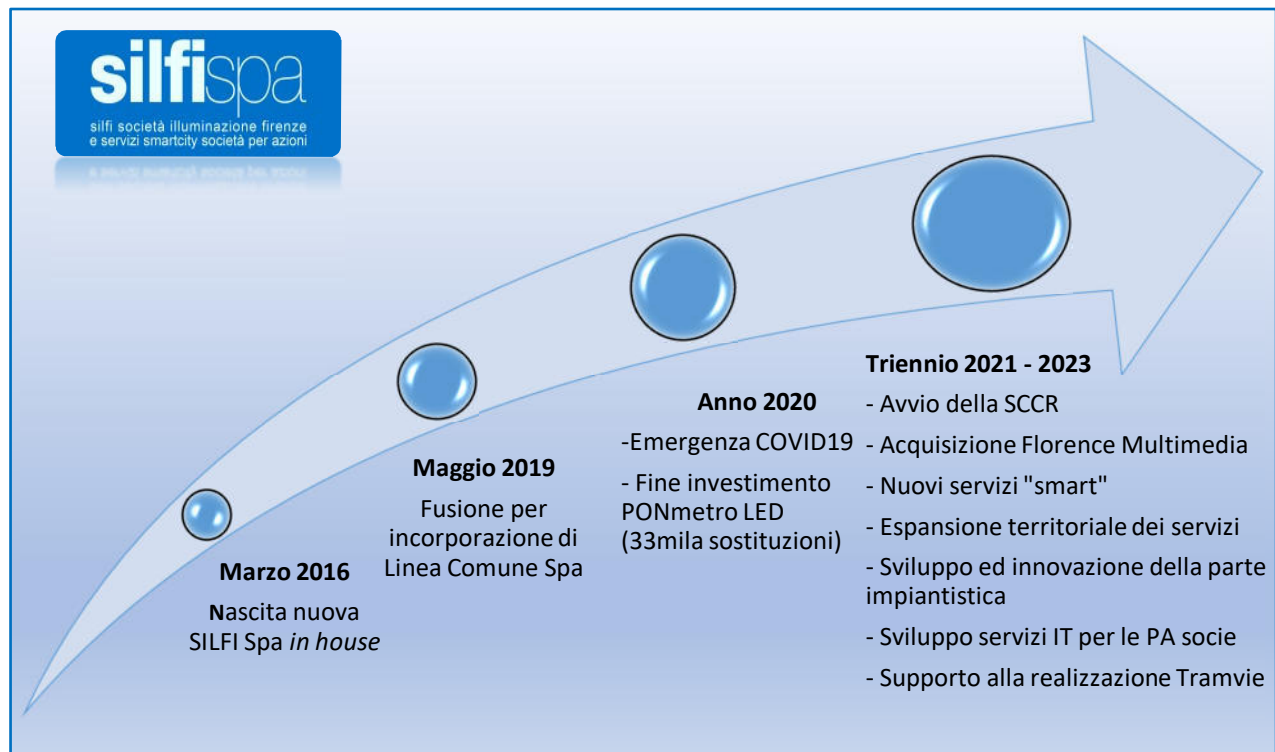 silfispa
silfi società illuminazione firenze
e servizi smartcity società per azioni
Marzo 2016
Nascita nuova
SILFI Spa in house
Maggio 2019
Fusione per
incorporazione di
Linea Comune Spa
Anno 2020
-Emergenza COVID19
- Fine investimento
PONmetro LED
(33mila sostituzioni)
Triennio 2021 - 2023
- Avvio della SCCR
- Acquisizione Florence Multimedia
- Nuovi servizi "smart"
- Espansione territoriale dei servizi
- Sviluppo ed innovazione della parte
impiantistica
- Sviluppo servizi IT per le PA socie
- Supporto alla realizzazione Tramvie